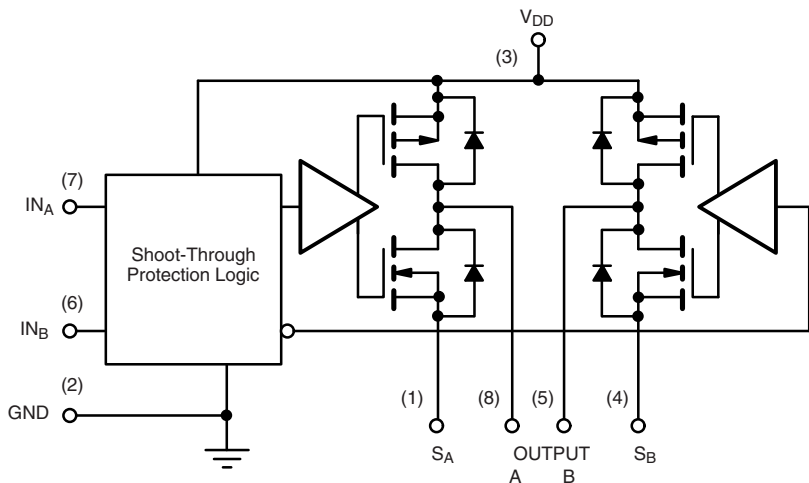 V_DD
(3)
(7)
IN_A
Shoot-Through
Protection Logic
(6)
IN_B
(2)
GND
(1)
(8)
(5)
(4)
S_A
OUTPUT
S_B
A
B